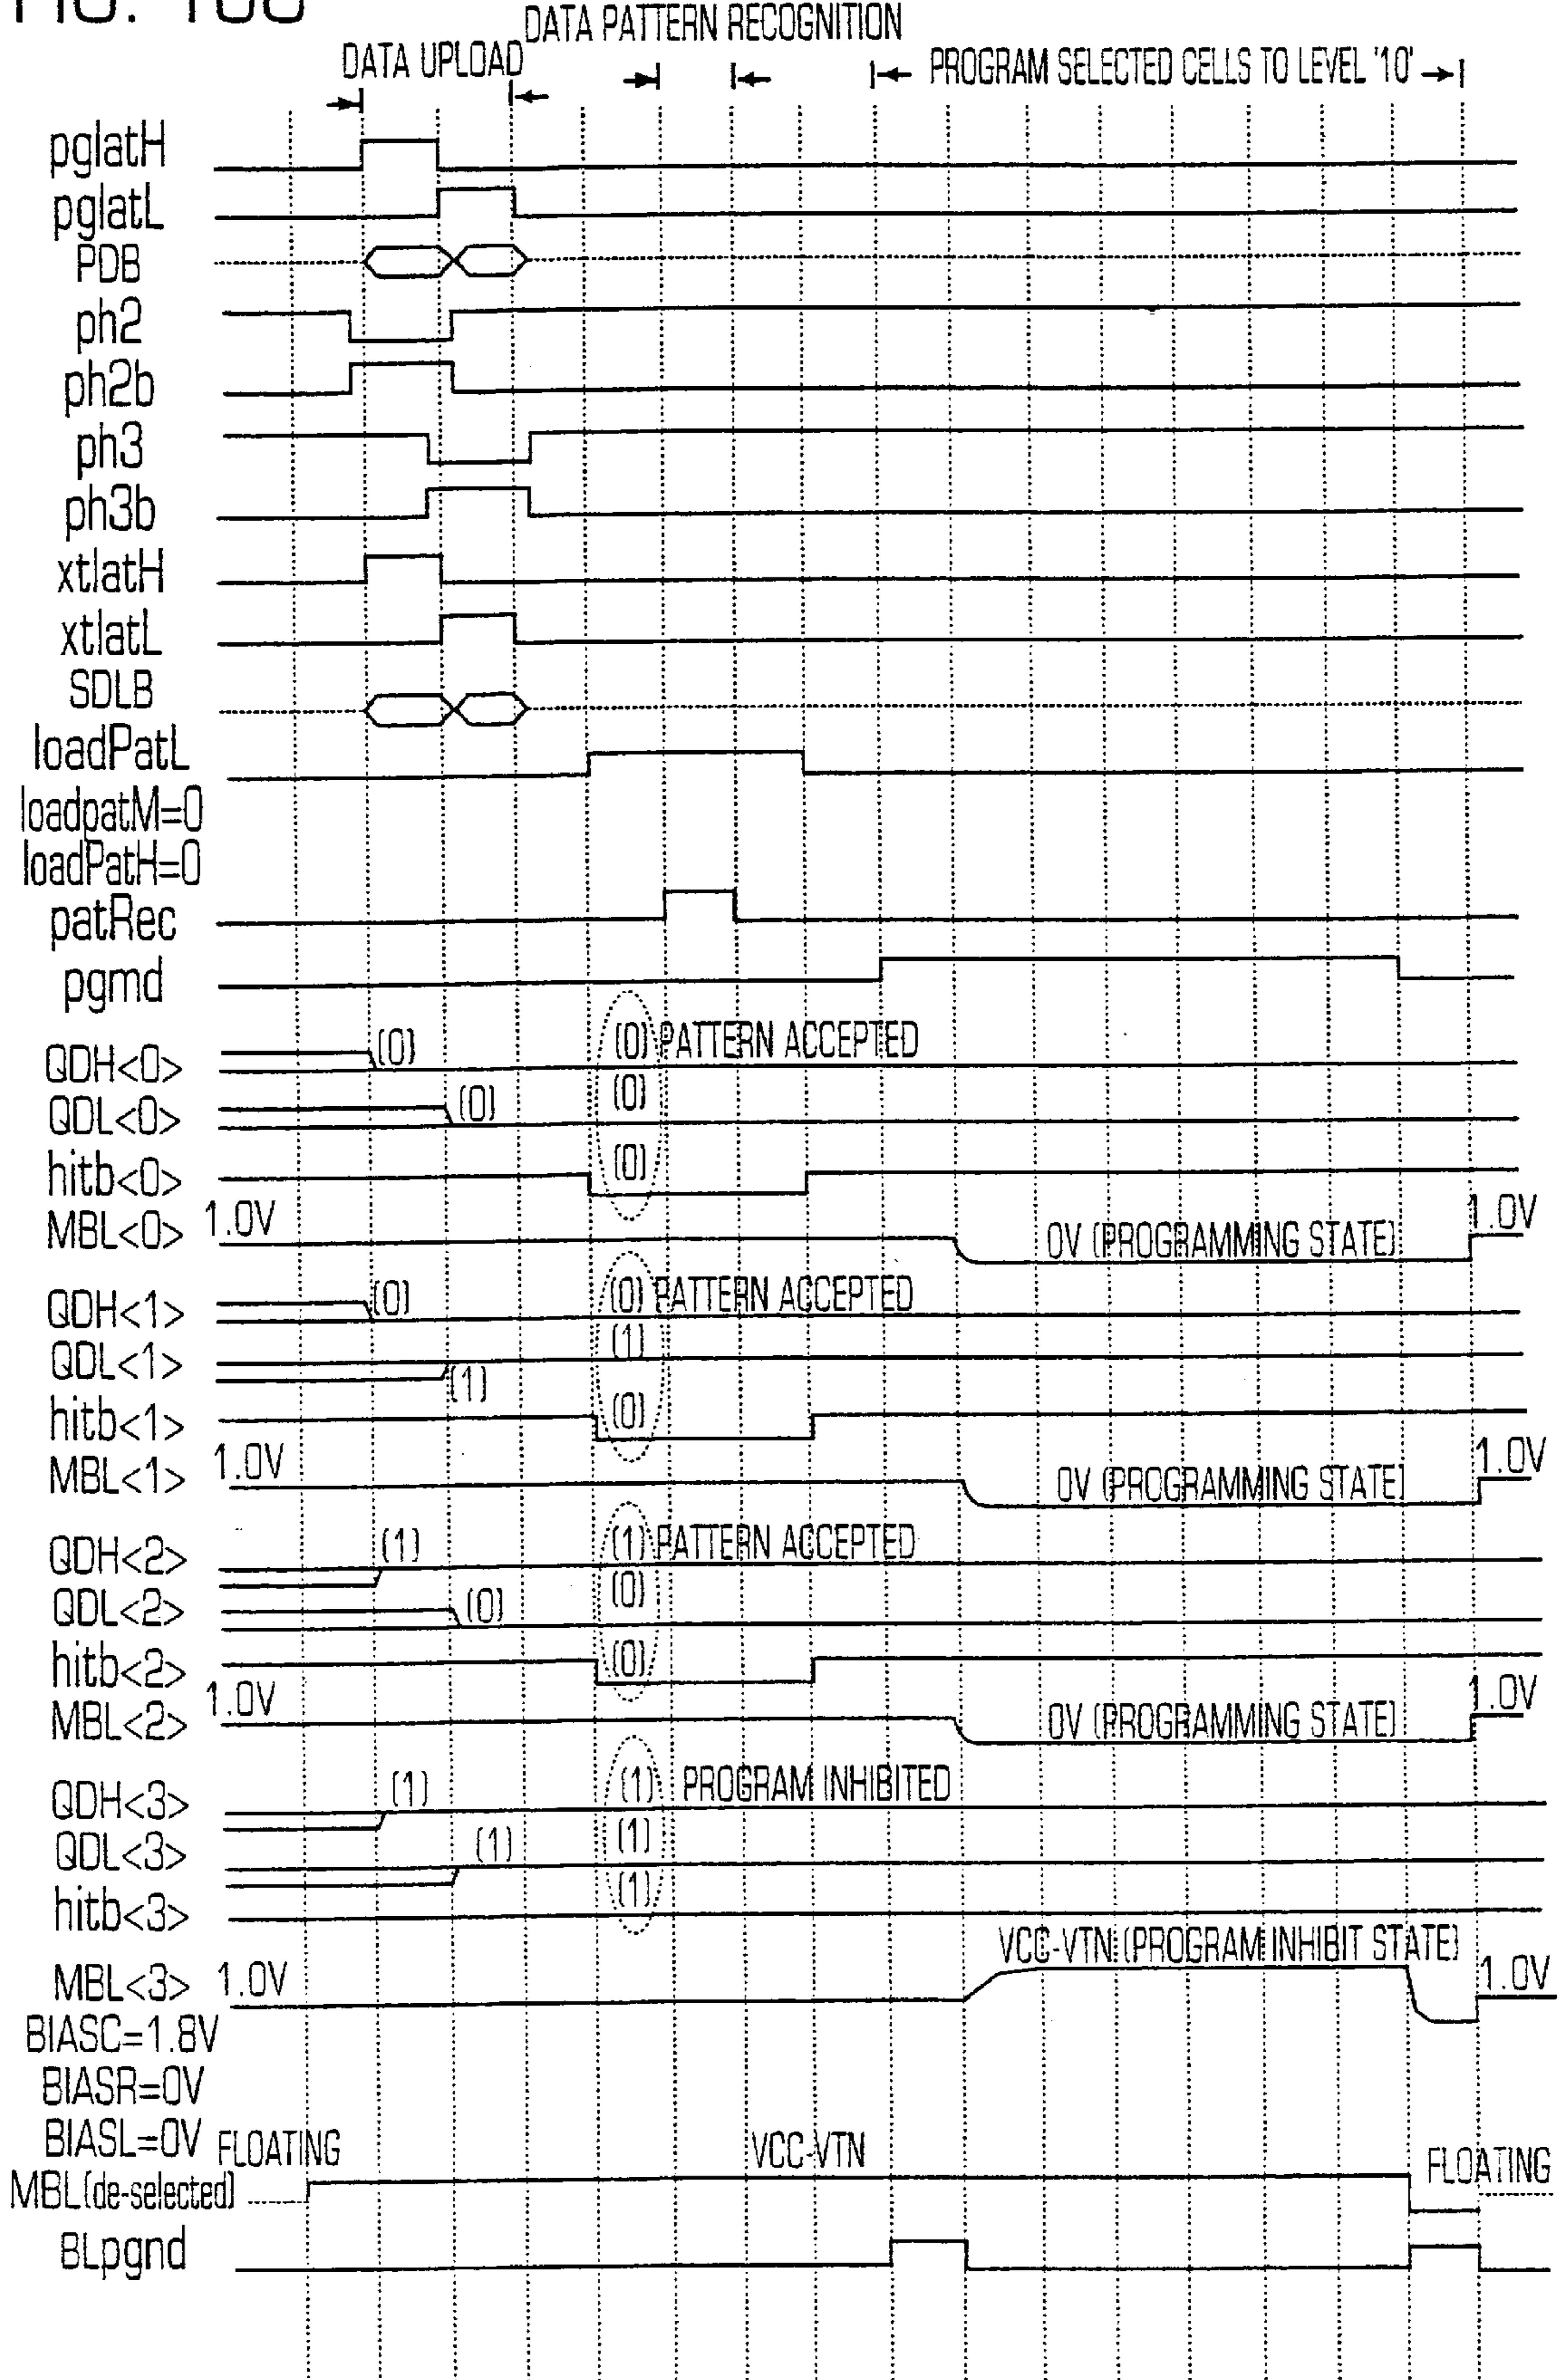 DATA PATTERN RECOGNITION
DATA UPLOAD
PROGRAM SELECTED CELLS TO LEVEL '10'
pglatH
pglatL
PDB
ph2
ph2b
ph3
ph3b
xtlatH
xtlatL
SDLB
loadPatL
loadpatM=0
loadPatH=0
patRec
pgmd
QDH<0> (0) (0) PATTERN ACCEPTED
QDL<0> (0) (0)
hitb<0> (0)
MBL<0> 1.0V 0V (PROGRAMMING STATE) 1.0V
QDH<1> (0) (0) PATTERN ACCEPTED
QDL<1> (1) (1)
hitb<1> (0)
MBL<1> 1.0V 0V (PROGRAMMING STATE) 1.0V
QDH<2> (1) (1) PATTERN ACCEPTED
QDL<2> (0) (0)
hitb<2> (0)
MBL<2> 1.0V 0V (PROGRAMMING STATE) 1.0V
QDH<3> (1) (1) PROGRAM INHIBITED
QDL<3> (1) (1)
hitb<3> (1)
MBL<3> 1.0V VCC-VTN (PROGRAM INHIBIT STATE) 1.0V
BIASC=1.8V
BIASR=0V
BIASL=0V
MBL(de-selected) FLOATING VCC-VTN FLOATING
BLpgnd